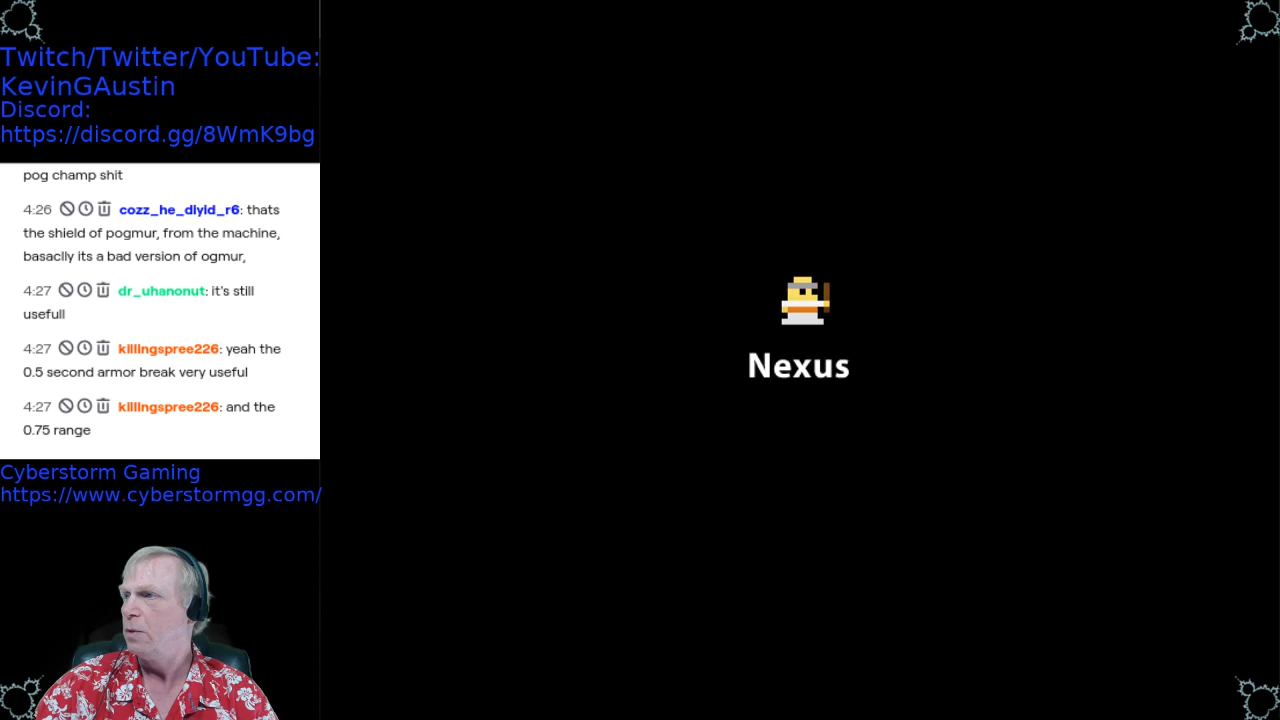 Twitch/Twitter/YouTube:
KevinGAustin
Discord:
https://discord.gg/8WmK9bg
pog champ shit
4:26 cozz_he_dlyid_r6: thats
the shield of pogmur, from the machine,
basaclly its a bad version of ogmur,
4:27 dr_uhanonut: it's still
usefull
4:27 killingspree226: yeah the
0.5 second armor break very useful
4:27 killingspree226: and the
0.75 range
Cyberstorm Gaming
https://www.cyberstormgg.com/
Nexus